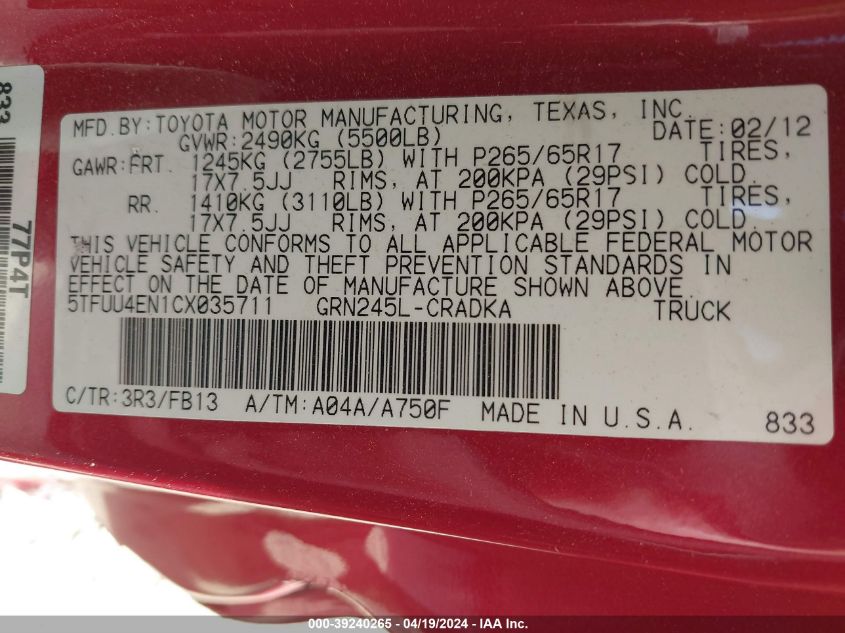 MFD.BY:TOYOTA MOTOR MANUFACTURING, TEXAS, INC.
GVWR:2490KG (5500LB) DATE:02/12
GAWR:FRT. 1245KG (2755LB) WITH P265/65R17 TIRES,
17X7.5JJ RIMS, AT 200KPA (29PSI) COLD.
RR. 1410KG (3110LB) WITH P265/65R17 TIRES,
17X7.5JJ RIMS, AT 200KPA (29PSI) COLD.
THIS VEHICLE CONFORMS TO ALL APPLICABLE FEDERAL MOTOR
VEHICLE SAFETY AND THEFT PREVENTION STANDARDS IN
EFFECT ON THE DATE OF MANUFACTURE SHOWN ABOVE.
5TFUU4EN1CX035711 GRN245L-CRADKA TRUCK
C/TR:3R3/FB13 A/TM:A04A/A750F MADE IN U.S.A. 833
833
77P4T
000-39240265 - 04/19/2024 - IAA Inc.